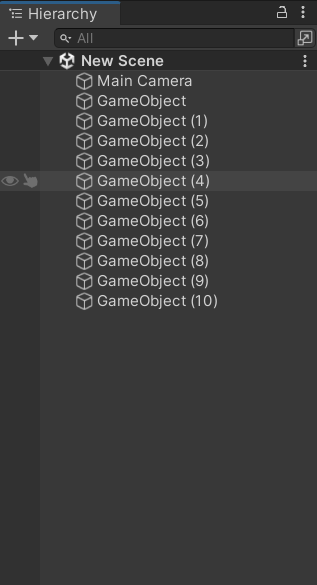 Hierarchy
All
New Scene
Main Camera
GameObject
GameObject (1)
GameObject (2)
GameObject (3)
GameObject (4)
GameObject (5)
GameObject (6)
GameObject (7)
GameObject (8)
GameObject (9)
GameObject (10)